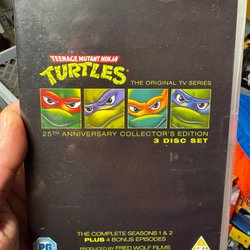 TEENAGE MUTANT NINJA
TURTLES
THE ORIGINAL TV SERIES
25TH ANNIVERSARY COLLECTOR'S EDITION
3 DISC SET
THE COMPLETE SEASONS 1 & 2
PLUS 4 BONUS EPISODES
PRODUCED BY FRED WOLF FILMS
PG